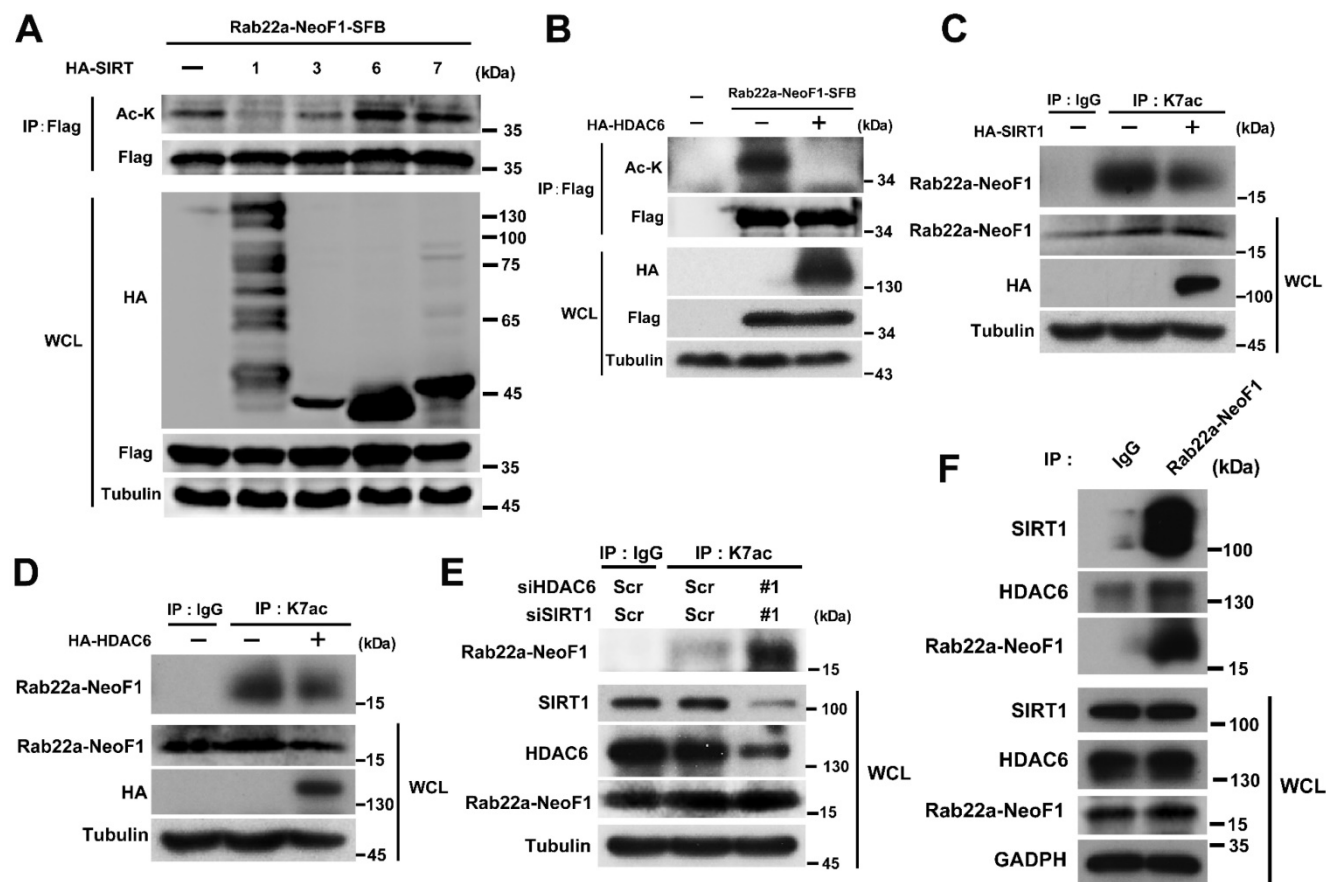 A
Rab22a-NeoF1-SFB
HA-SIRT — 1 3 6 7 (kDa)
IP:Flag
Ac-K
35
Flag
35
WCL
HA
130
100
75
65
45
Flag
35
Tubulin
45
B
– Rab22a-NeoF1-SFB
HA-HDAC6 – – + (kDa)
IP:Flag
Ac-K
34
Flag
34
WCL
HA
130
Flag
34
Tubulin
43
C
IP : IgG IP : K7ac
HA-SIRT1 – – + (kDa)
Rab22a-NeoF1
15
Rab22a-NeoF1
15
HA
100
WCL
Tubulin
45
D
IP : IgG IP : K7ac
HA-HDAC6 – – + (kDa)
Rab22a-NeoF1
15
Rab22a-NeoF1
15
HA
130
WCL
Tubulin
45
E
IP : IgG IP : K7ac
siHDAC6 Scr Scr #1
siSIRT1 Scr Scr #1 (kDa)
Rab22a-NeoF1
15
SIRT1
100
HDAC6
130
WCL
Rab22a-NeoF1
15
Tubulin
45
F
IP : IgG Rab22a-NeoF1 (kDa)
SIRT1
100
HDAC6
130
Rab22a-NeoF1
15
SIRT1
100
HDAC6
130
WCL
Rab22a-NeoF1
15
35
GADPH